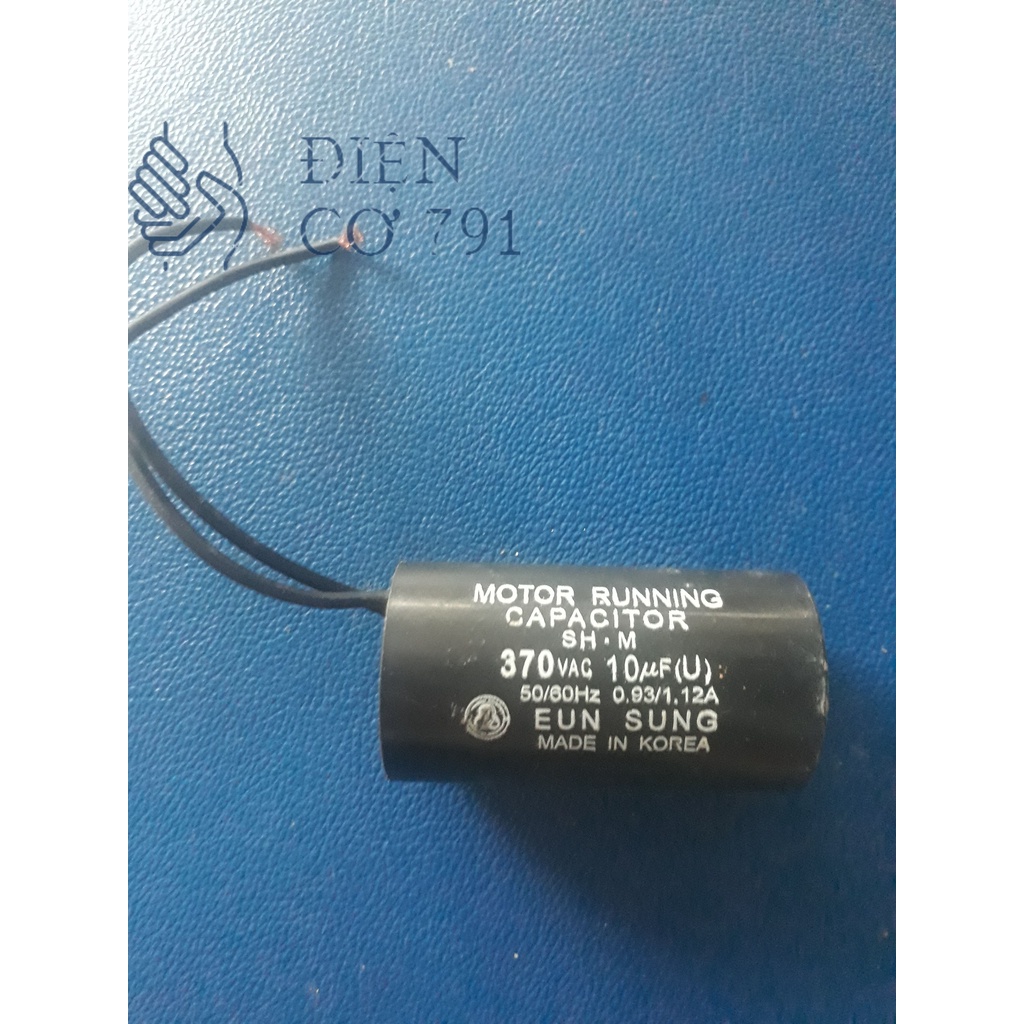 ĐIỆN
CƠ 791
MOTOR RUNNING
CAPACITOR
SH·M
370VAC 10μF(U)
50/60Hz 0.93/1.12A
EUN SUNG
MADE IN KOREA